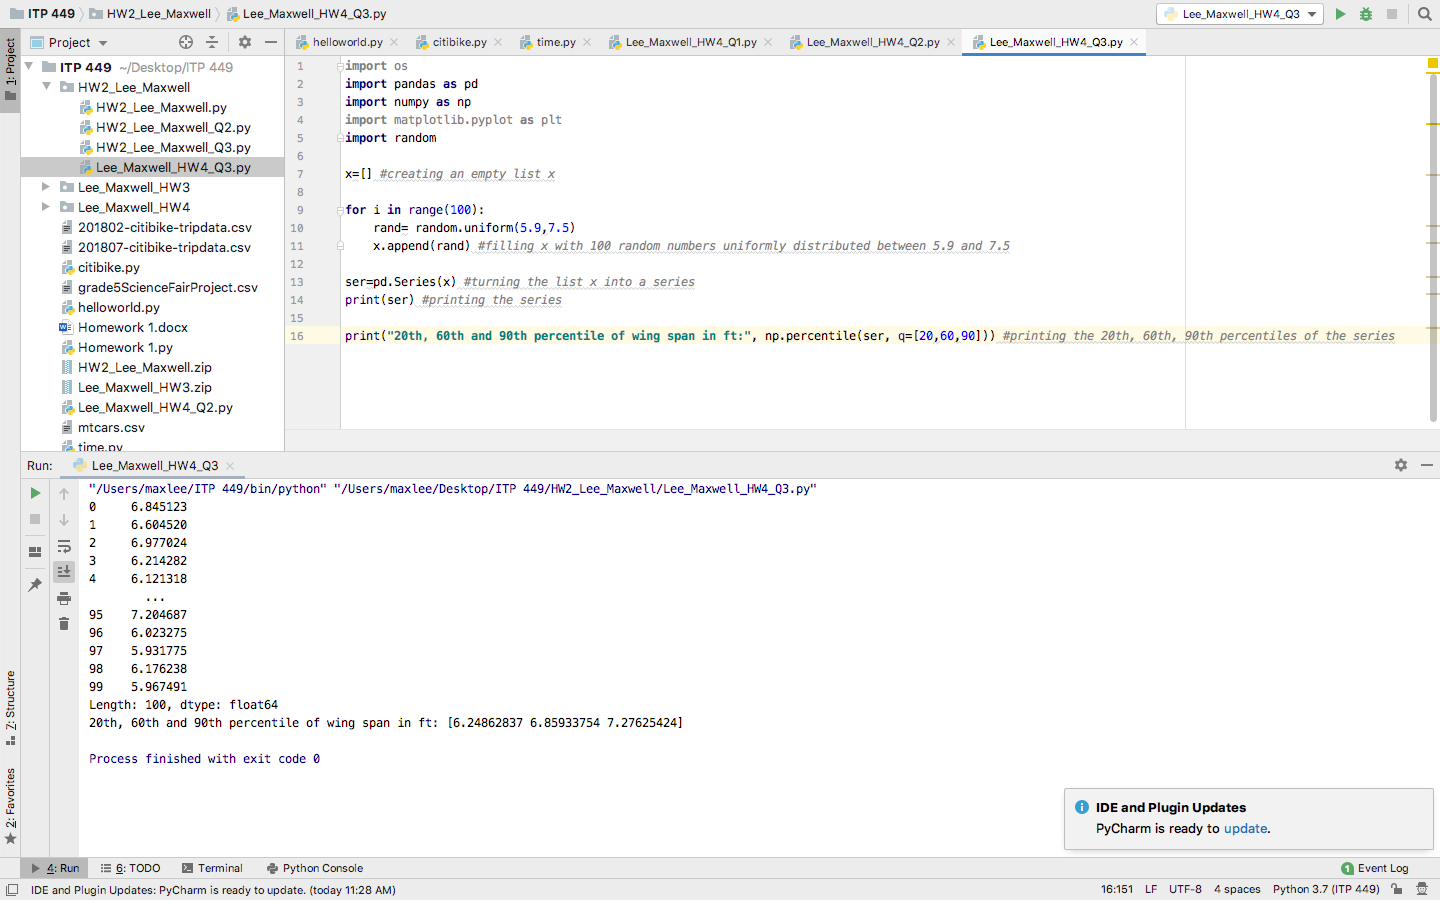 ITP 449 HW2_Lee_Maxwell Lee_Maxwell_HW4_Q3.py Lee_Maxwell_HW4_Q3
Project helloworld.py citibike.py time.py Lee_Maxwell_HW4_Q1.py Lee_Maxwell_HW4_Q2.py Lee_Maxwell_HW4_Q3.py
1: Project
ITP 449 ~/Desktop/ITP 449
HW2_Lee_Maxwell
HW2_Lee_Maxwell.py
HW2_Lee_Maxwell_Q2.py
HW2_Lee_Maxwell_Q3.py
Lee_Maxwell_HW4_Q3.py
Lee_Maxwell_HW3
Lee_Maxwell_HW4
201802-citibike-tripdata.csv
201807-citibike-tripdata.csv
citibike.py
grade5ScienceFairProject.csv
helloworld.py
Homework 1.docx
Homework 1.py
HW2_Lee_Maxwell.zip
Lee_Maxwell_HW3.zip
Lee_Maxwell_HW4_Q2.py
mtcars.csv
time.py
1 import os
2 import pandas as pd
3 import numpy as np
4 import matplotlib.pyplot as plt
5 import random
6
7 x=[] #creating an empty list x
8
9 for i in range(100):
10 rand= random.uniform(5.9,7.5)
11 x.append(rand) #filling x with 100 random numbers uniformly distributed between 5.9 and 7.5
12
13 ser=pd.Series(x) #turning the list x into a series
14 print(ser) #printing the series
15
16 print("20th, 60th and 90th percentile of wing span in ft:", np.percentile(ser, q=[20,60,90])) #printing the 20th, 60th, 90th percentiles of the series
Run: Lee_Maxwell_HW4_Q3
"/Users/maxlee/ITP 449/bin/python" "/Users/maxlee/Desktop/ITP 449/HW2_Lee_Maxwell/Lee_Maxwell_HW4_Q3.py"
0 6.845123
1 6.604520
2 6.977024
3 6.214282
4 6.121318
...
95 7.204687
96 6.023275
97 5.931775
98 6.176238
99 5.967491
Length: 100, dtype: float64
20th, 60th and 90th percentile of wing span in ft: [6.24862837 6.85933754 7.27625424]
Process finished with exit code 0
7: Structure
2: Favorites
IDE and Plugin Updates
PyCharm is ready to update.
4: Run 6: TODO Terminal Python Console 1 Event Log
IDE and Plugin Updates: PyCharm is ready to update. (today 11:28 AM) 16:151 LF UTF-8 4 spaces Python 3.7 (ITP 449)